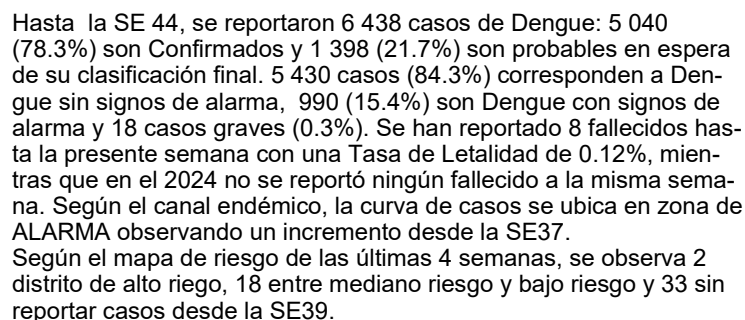 Hasta  la SE 44, se reportaron 6 438 casos de Dengue: 5 040
(78.3%) son Confirmados y 1 398 (21.7%) son probables en espera
de su clasificación final. 5 430 casos (84.3%) corresponden a Den-
gue sin signos de alarma,  990 (15.4%) son Dengue con signos de
alarma y 18 casos graves (0.3%). Se han reportado 8 fallecidos has-
ta la presente semana con una Tasa de Letalidad de 0.12%, mien-
tras que en el 2024 no se reportó ningún fallecido a la misma sema-
na. Según el canal endémico, la curva de casos se ubica en zona de
ALARMA observando un incremento desde la SE37.
Según el mapa de riesgo de las últimas 4 semanas, se observa 2
distrito de alto riego, 18 entre mediano riesgo y bajo riesgo y 33 sin
reportar casos desde la SE39.